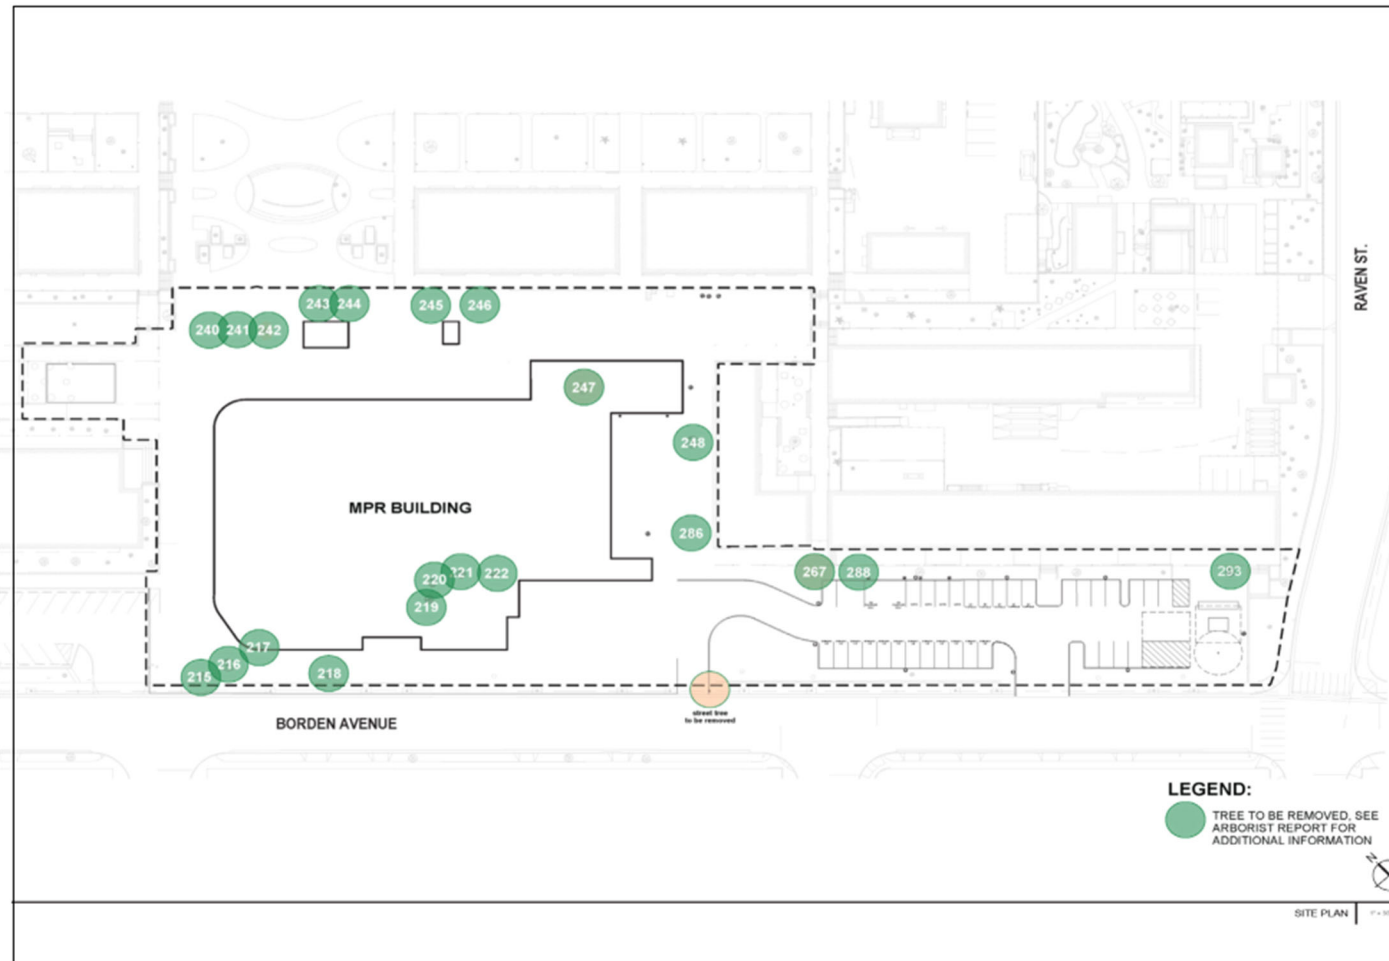 RAVEN ST.
243 244 245 246
240 241 242
247
248
MPR BUILDING
286
220 221 222 267 288 293
219
217
216
215 218
street tree
to be removed
BORDEN AVENUE
LEGEND:
TREE TO BE REMOVED, SEE
ARBORIST REPORT FOR
ADDITIONAL INFORMATION
N
SITE PLAN